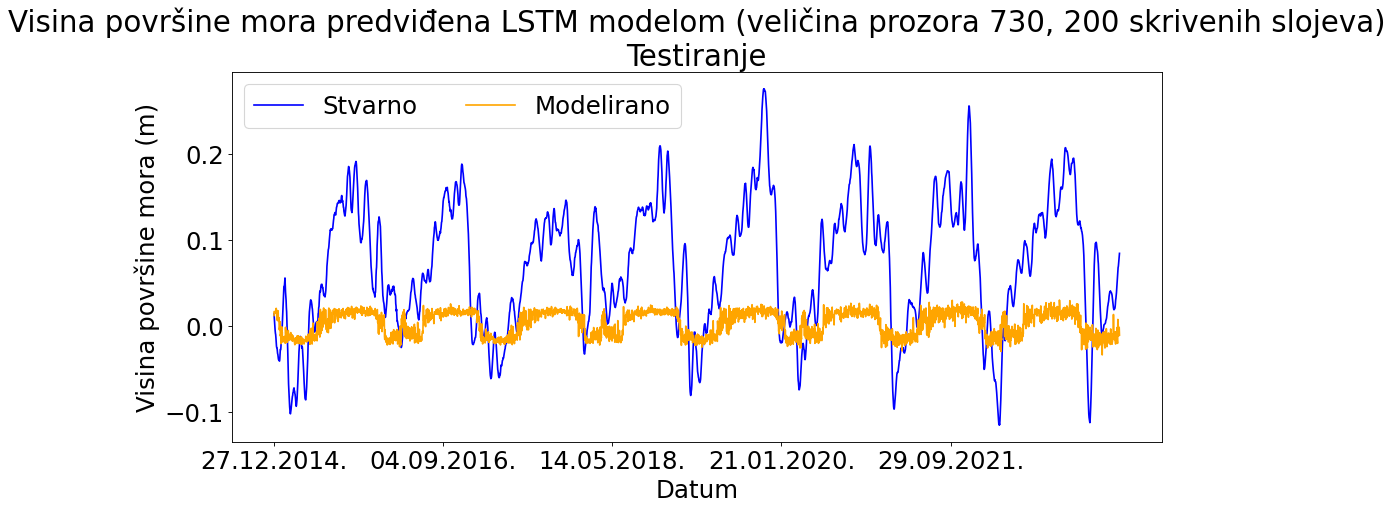 Visina površine mora predviđena LSTM modelom (veličina prozora 730, 200 skrivenih slojeva)
Testiranje
Stvarno
Modelirano
Visina površine mora (m)
0.2
0.1
0.0
−0.1
27.12.2014.
04.09.2016.
14.05.2018.
21.01.2020.
29.09.2021.
Datum